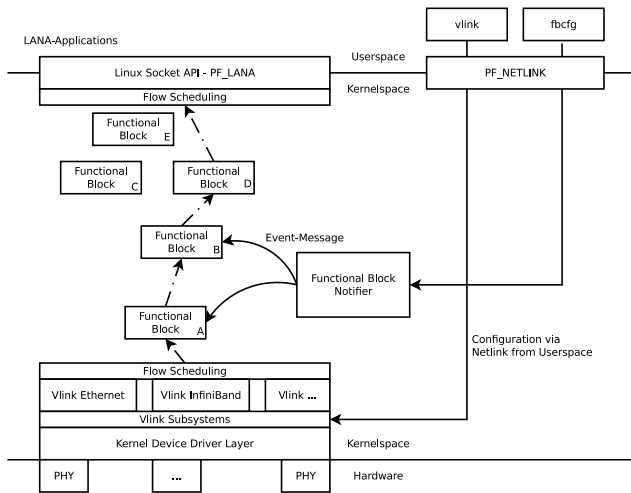 vlink
fbcfg
LANA-Applications
Userspace
Linux Socket API - PF_LANA
PF_NETLINK
Kernelspace
Flow Scheduling
Functional
Block E
Functional
Block C
Functional
Block D
Functional
Block B
Event-Message
Functional Block
Notifier
Functional
Block A
Configuration via
Netlink from Userspace
Flow Scheduling
Vlink Ethernet
Vlink InfiniBand
Vlink ...
Vlink Subsystems
Kernel Device Driver Layer
Kernelspace
PHY
...
PHY
Hardware